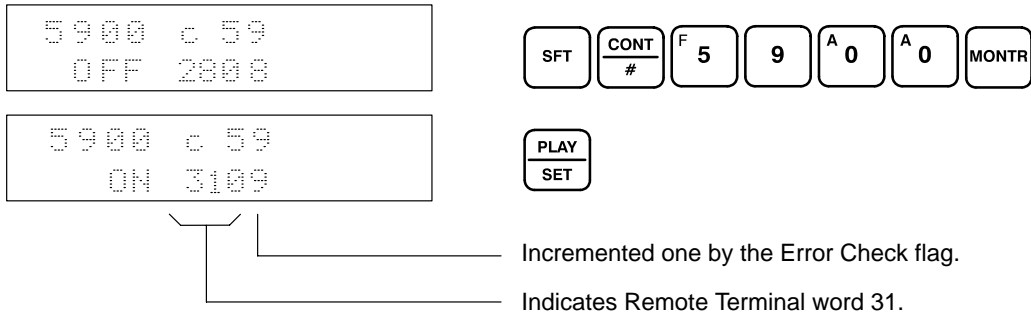 5900 c 59
OFF 2808
SFT CONT # F 5 9 A 0 A 0 MONTR
5900 c 59
ON 3109
PLAY SET
Incremented one by the Error Check flag.
Indicates Remote Terminal word 31.